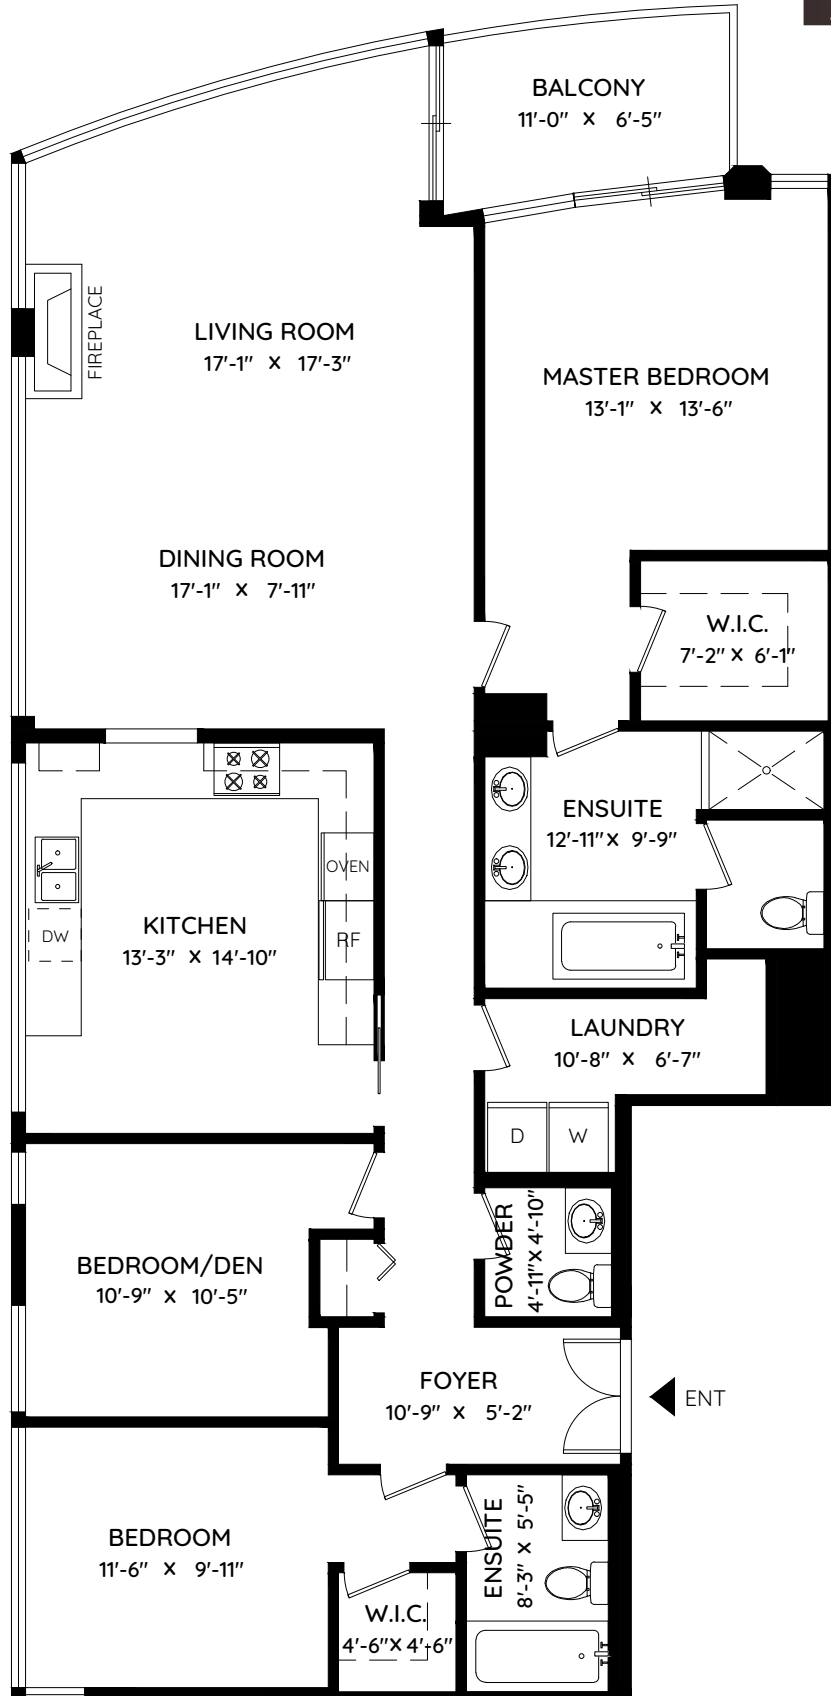 BALCONY
11'-0" X 6'-5"
FIREPLACE
LIVING ROOM
17'-1" X 17'-3"
MASTER BEDROOM
13'-1" X 13'-6"
DINING ROOM
17'-1" X 7'-11"
W.I.C.
7'-2" X 6'-1"
ENSUITE
12'-11" X 9'-9"
OVEN
KITCHEN
13'-3" X 14'-10"
DW
RF
LAUNDRY
10'-8" X 6'-7"
D
W
POWDER
4'-11" X 4'-10"
BEDROOM/DEN
10'-9" X 10'-5"
FOYER
10'-9" X 5'-2"
ENT
BEDROOM
11'-6" X 9'-11"
ENSUITE
8'-3" X 5'-5"
W.I.C.
4'-6" X 4'-6"